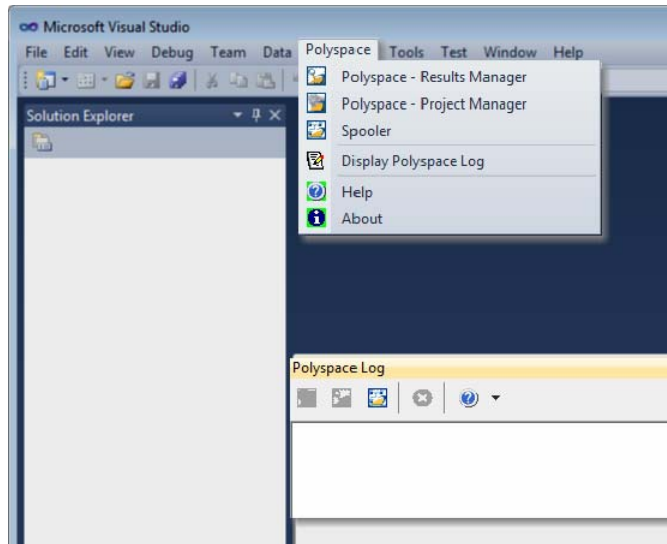 Microsoft Visual Studio
File Edit View Debug Team Data Polyspace Tools Test Window Help
Polyspace - Results Manager
Polyspace - Project Manager
Spooler
Display Polyspace Log
Help
About
Solution Explorer
Polyspace Log